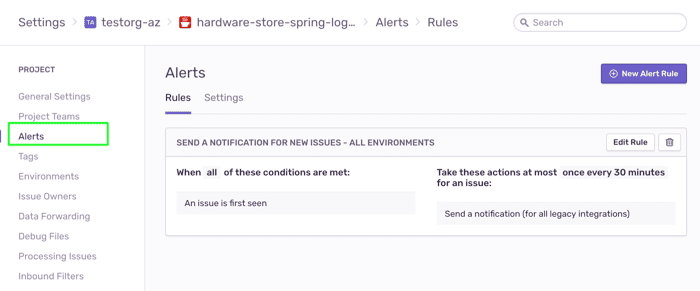 Settings > TA testorg-az > hardware-store-spring-log... > Alerts > Rules
Search
PROJECT
General Settings
Project Teams
Alerts
Tags
Environments
Issue Owners
Data Forwarding
Debug Files
Processing Issues
Inbound Filters
Alerts
New Alert Rule
Rules Settings
SEND A NOTIFICATION FOR NEW ISSUES - ALL ENVIRONMENTS
Edit Rule
When all of these conditions are met:
An issue is first seen
Take these actions at most once every 30 minutes
for an issue:
Send a notification (for all legacy integrations)